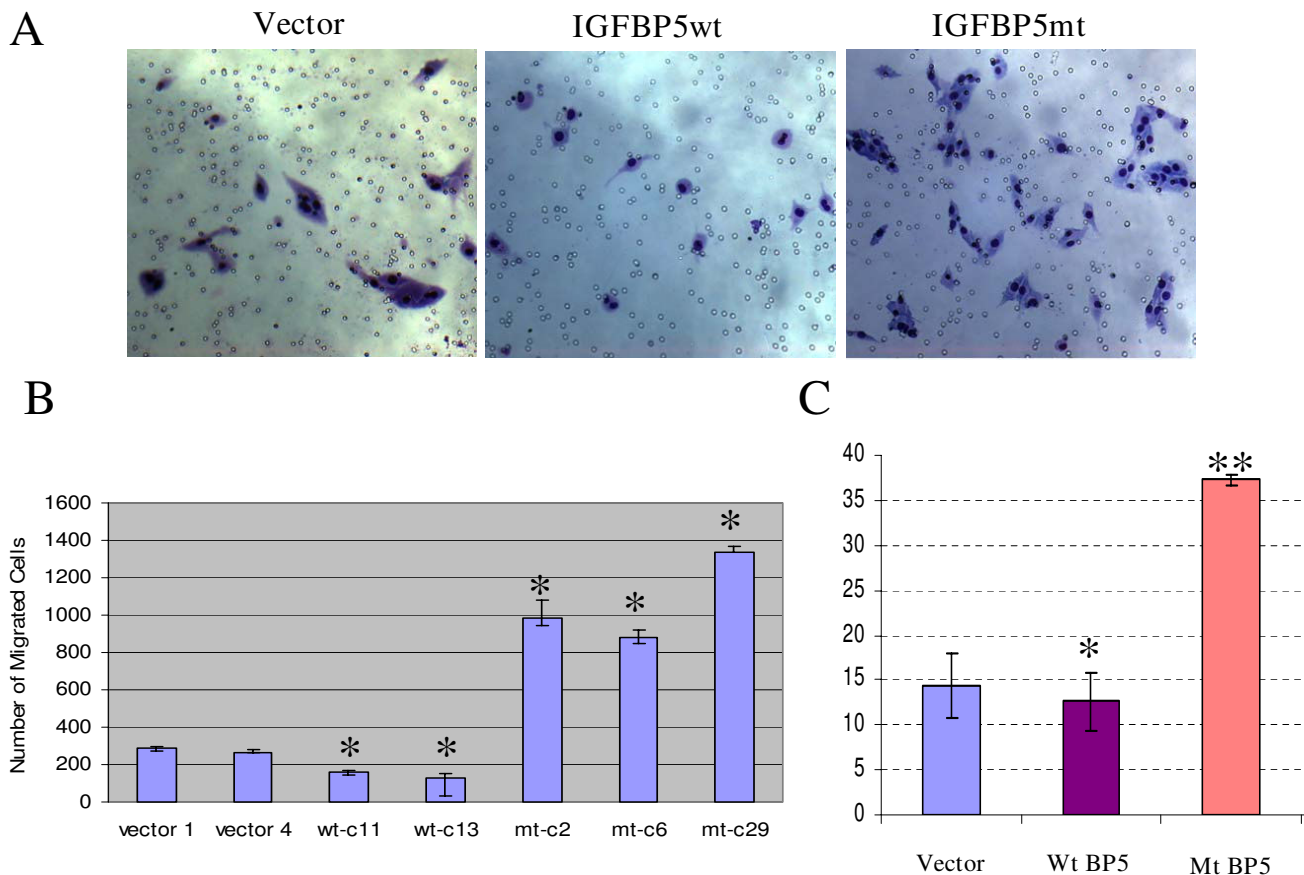 A
Vector
IGFBP5wt
IGFBP5mt
B
Number of Migrated Cells
1600
1400
1200
1000
800
600
400
200
0
*
*
*
*
*
vector 1
vector 4
wt-c11
wt-c13
mt-c2
mt-c6
mt-c29
C
40
35
30
25
20
15
10
5
0
*
**
Vector
Wt BP5
Mt BP5